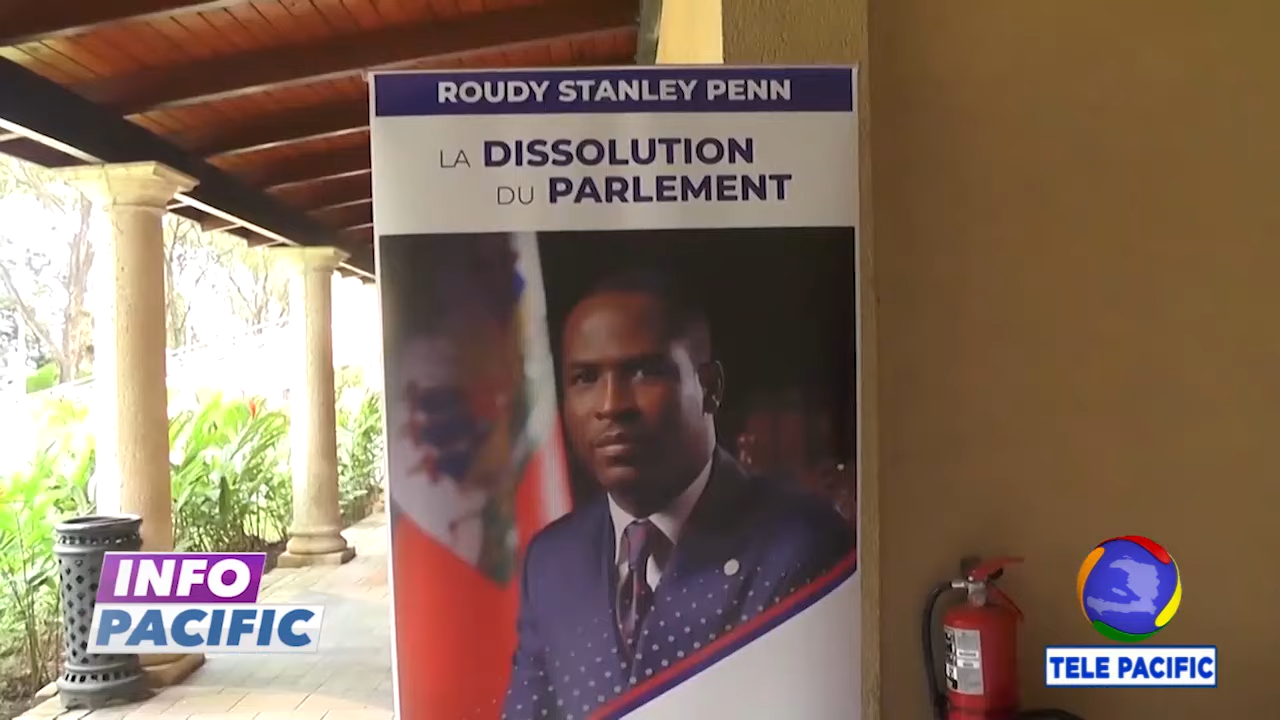 ROUDY STANLEY PENN
LA DISSOLUTION
DU PARLEMENT
INFO
PACIFIC
TELE PACIFIC